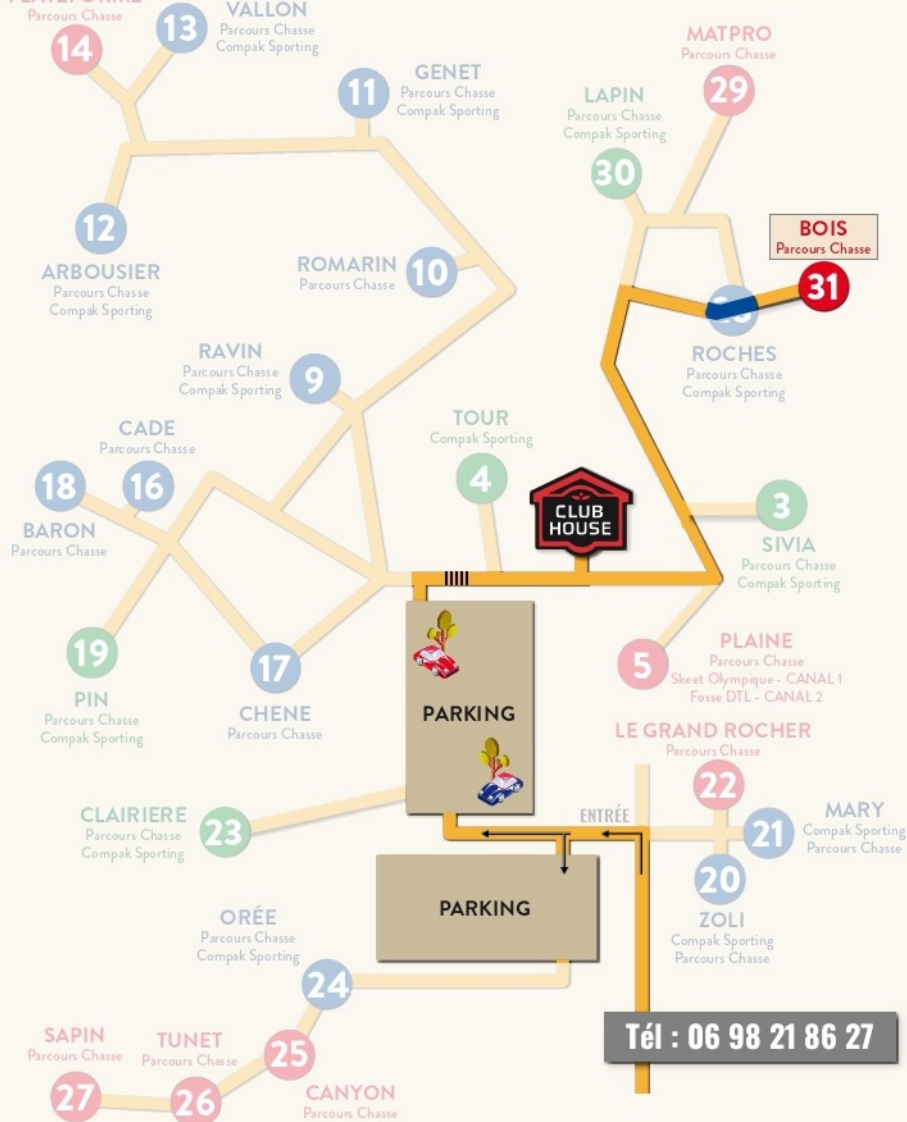 Parcours Chasse
14
13
VALLON
Parcours Chasse
Compak Sporting
11
GENET
Parcours Chasse
Compak Sporting
MATPRO
Parcours Chasse
29
LAPIN
Parcours Chasse
Compak Sporting
30
12
ARBOUSIER
Parcours Chasse
Compak Sporting
ROMARIN
Parcours Chasse
10
BOIS
Parcours Chasse
31
ROCHES
Parcours Chasse
Compak Sporting
RAVIN
Parcours Chasse
Compak Sporting
9
TOUR
Compak Sporting
4
CADE
Parcours Chasse
16
18
BARON
Parcours Chasse
CLUB
HOUSE
3
SIVIA
Parcours Chasse
Compak Sporting
19
PIN
Parcours Chasse
Compak Sporting
17
CHENE
Parcours Chasse
5
PLAINE
Parcours Chasse
Skeet Olympique - CANAL 1
Fosse DTL - CANAL 2
PARKING
LE GRAND ROCHER
Parcours Chasse
22
CLAIRIERE
Parcours Chasse
Compak Sporting
23
ENTRÉE
21
MARY
Compak Sporting
Parcours Chasse
20
ZOLI
Compak Sporting
Parcours Chasse
PARKING
ORÉE
Parcours Chasse
Compak Sporting
24
Tél : 06 98 21 86 27
SAPIN
Parcours Chasse
27
TUNET
Parcours Chasse
26
25
CANYON
Parcours Chasse